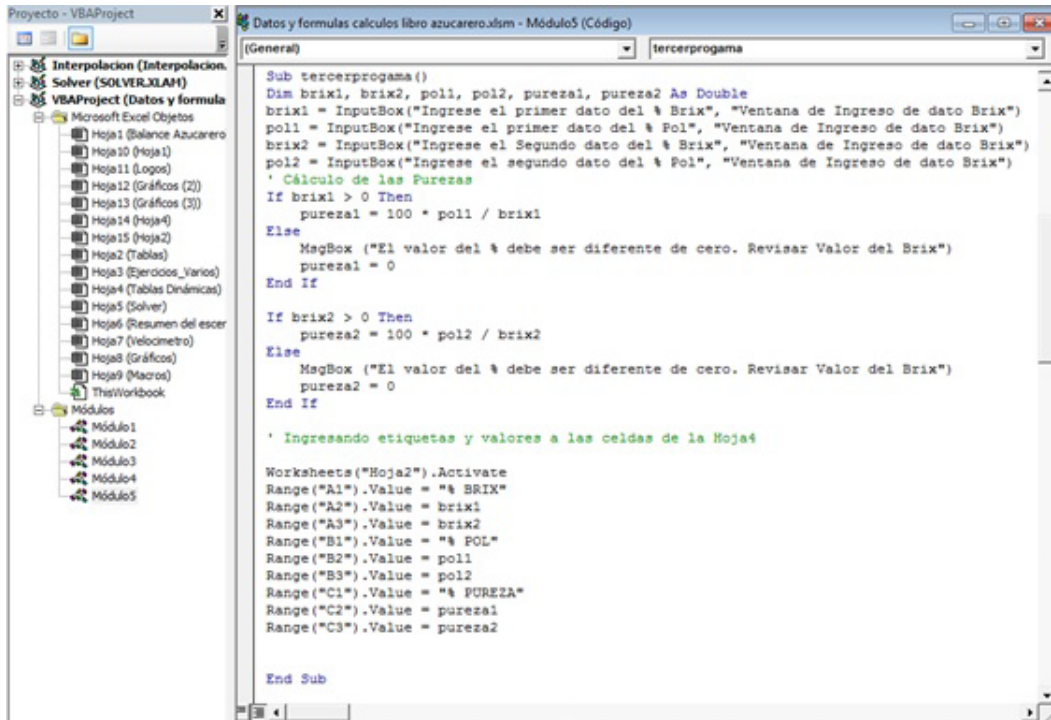 Proyecto - VBAProject
Interpolacion (Interpolacion.
Solver (SOLVER.XLAM)
VBAProject (Datos y formula
Microsoft Excel Objetos
Hoja1 (Balance Azucarero
Hoja10 (Hoja1)
Hoja11 (Logos)
Hoja12 (Gráficos (2))
Hoja13 (Gráficos (3))
Hoja14 (Hoja4)
Hoja15 (Hoja2)
Hoja2 (Tablas)
Hoja3 (Ejercicios_Varios)
Hoja4 (Tablas Dinámicas)
Hoja5 (Solver)
Hoja6 (Resumen del escer
Hoja7 (Velocimetro)
Hoja8 (Gráficos)
Hoja9 (Macros)
ThisWorkbook
Módulos
Módulo1
Módulo2
Módulo3
Módulo4
Módulo5
Datos y formulas calculos libro azucarero.xlsm - Módulo5 (Código)
(General)
tercerprogama
Sub tercerprogama()
Dim brix1, brix2, pol1, pol2, pureza1, pureza2 As Double
brix1 = InputBox("Ingrese el primer dato del % Brix", "Ventana de Ingreso de dato Brix")
pol1 = InputBox("Ingrese el primer dato del % Pol", "Ventana de Ingreso de dato Brix")
brix2 = InputBox("Ingrese el Segundo dato del % Brix", "Ventana de Ingreso de dato Brix")
pol2 = InputBox("Ingrese el segundo dato del % Pol", "Ventana de Ingreso de dato Brix")
' Cálculo de las Purezas
If brix1 > 0 Then
pureza1 = 100 * pol1 / brix1
Else
MsgBox ("El valor del % debe ser diferente de cero. Revisar Valor del Brix")
pureza1 = 0
End If
If brix2 > 0 Then
pureza2 = 100 * pol2 / brix2
Else
MsgBox ("El valor del % debe ser diferente de cero. Revisar Valor del Brix")
pureza2 = 0
End If
' Ingresando etiquetas y valores a las celdas de la Hoja4
Worksheets("Hoja2").Activate
Range("A1").Value = "% BRIX"
Range("A2").Value = brix1
Range("A3").Value = brix2
Range("B1").Value = "% POL"
Range("B2").Value = pol1
Range("B3").Value = pol2
Range("C1").Value = "% PUREZA"
Range("C2").Value = pureza1
Range("C3").Value = pureza2
End Sub